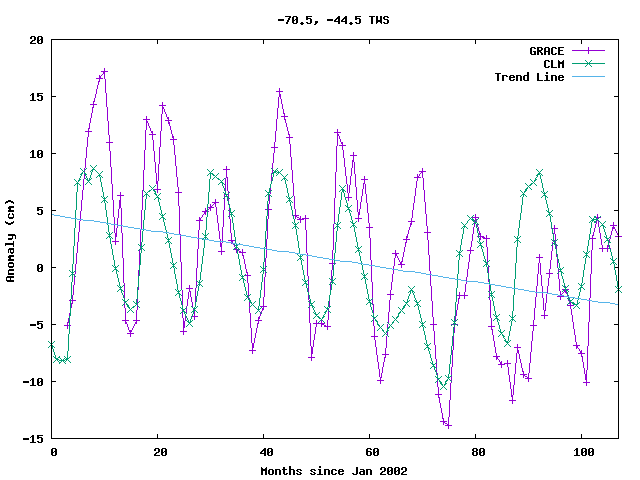 -70.5, -44.5 TWS
GRACE
CLM
Trend Line
20
15
10
5
0
-5
-10
-15
Anomaly (cm)
0 20 40 60 80 100
Months since Jan 2002